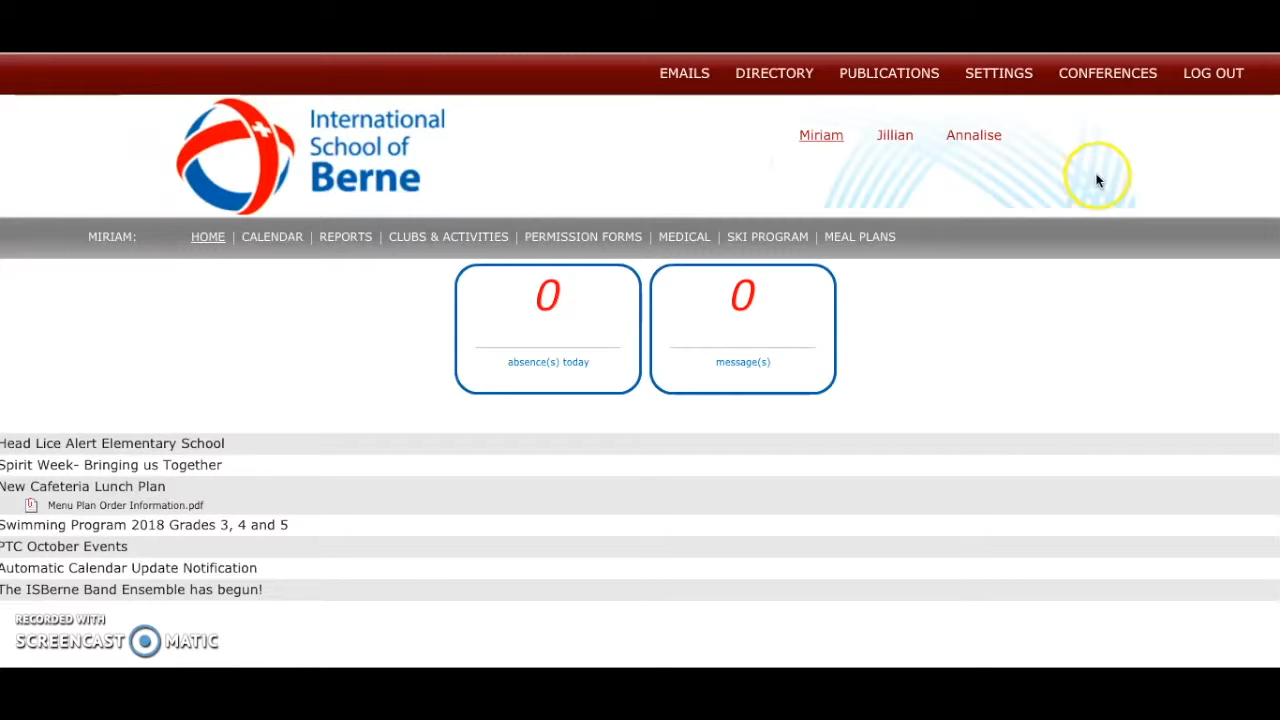 EMAILS DIRECTORY PUBLICATIONS SETTINGS CONFERENCES LOG OUT
International
School of
Berne
Miriam Jillian Annalise
MIRIAM: HOME | CALENDAR | REPORTS | CLUBS & ACTIVITIES | PERMISSION FORMS | MEDICAL | SKI PROGRAM | MEAL PLANS
0 0
absence(s) today message(s)
Head Lice Alert Elementary School
Spirit Week- Bringing us Together
New Cafeteria Lunch Plan
Menu Plan Order Information.pdf
Swimming Program 2018 Grades 3, 4 and 5
PTC October Events
Automatic Calendar Update Notification
The ISBerne Band Ensemble has begun!
RECORDED WITH
SCREENCAST MATIC